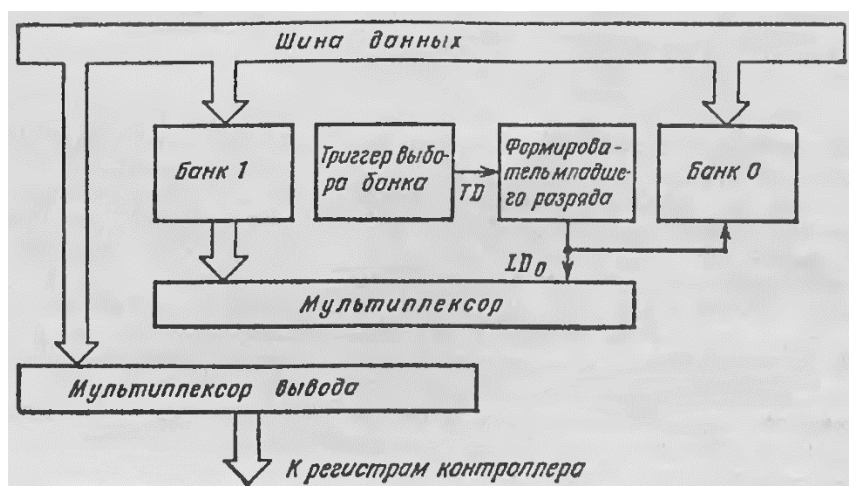 Шина данных
Банк 1
Триггер выбо-
ра банка
TD
Формирова-
тель младше-
го разряда
Банк 0
LD0
Мультиплексор
Мультиплексор вывода
К регистрам контроллера